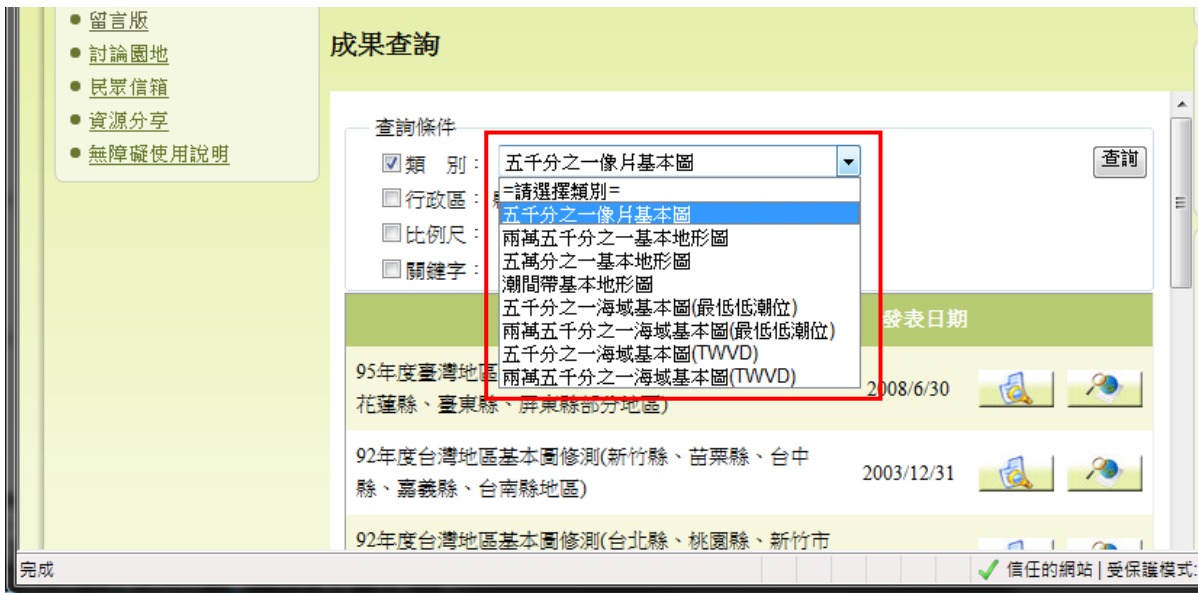 留言版
討論園地
民眾信箱
資源分享
無障礙使用說明
成果查詢
查詢條件
類 別：
五千分之一像片基本圖
查詢
行政區：
比例尺：
關鍵字：
=請選擇類別=
五千分之一像片基本圖
兩萬五千分之一基本地形圖
五萬分之一基本地形圖
潮間帶基本地形圖
五千分之一海域基本圖(最低低潮位)
兩萬五千分之一海域基本圖(最低低潮位)
五千分之一海域基本圖(TWVD)
兩萬五千分之一海域基本圖(TWVD)
發表日期
95年度臺灣地區
花蓮縣、臺東縣、屏東縣部分地區)
2008/6/30
92年度台灣地區基本圖修測(新竹縣、苗栗縣、台中
縣、嘉義縣、台南縣地區)
2003/12/31
92年度台灣地區基本圖修測(台北縣、桃園縣、新竹市
完成
信任的網站 | 受保護模式: